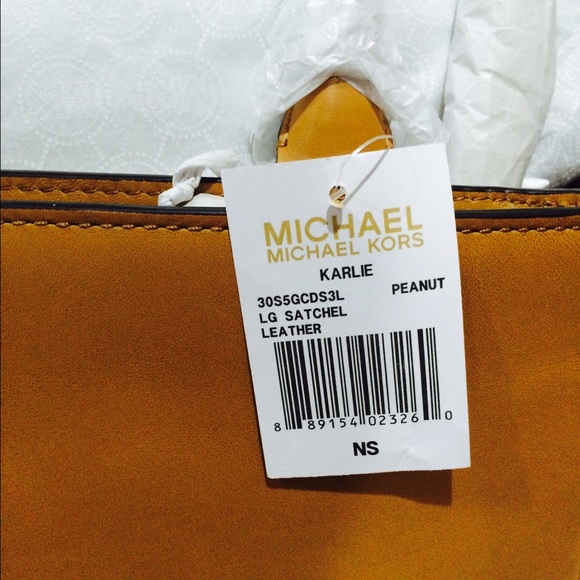 MICHAEL
MICHAEL KORS
KARLIE
30S5GCDS3L PEANUT
LG SATCHEL
LEATHER
8 89154 02326 0
NS